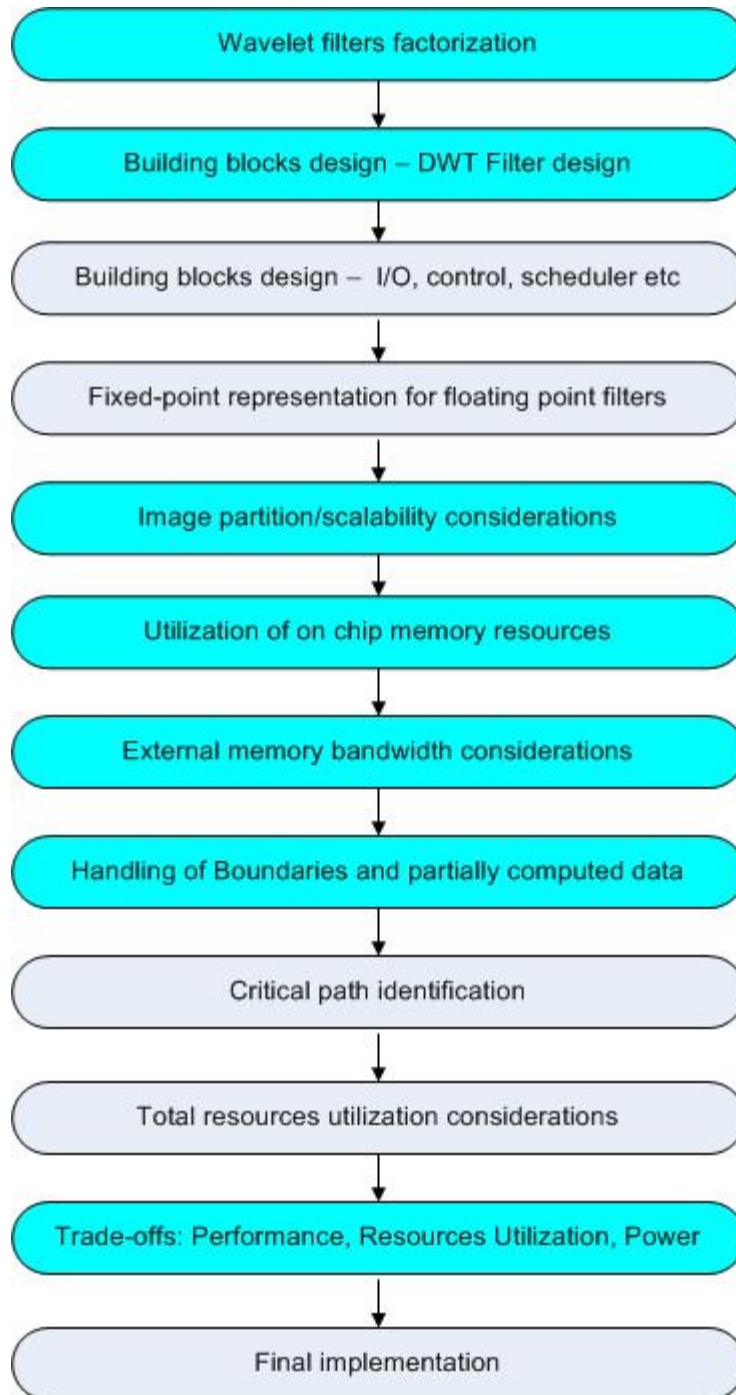 Wavelet filters factorization
Building blocks design – DWT Filter design
Building blocks design –  I/O, control, scheduler etc
Fixed-point representation for floating point filters
Image partition/scalability considerations
Utilization of on chip memory resources
External memory bandwidth considerations
Handling of Boundaries and partially computed data
Critical path identification
Total resources utilization considerations
Trade-offs: Performance, Resources Utilization, Power
Final implementation